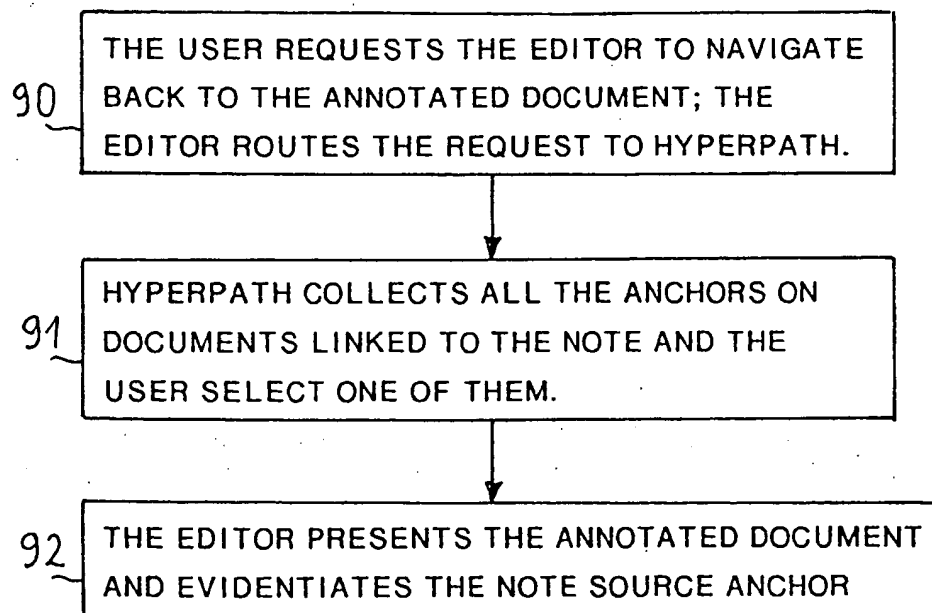 THE USER REQUESTS THE EDITOR TO NAVIGATE
90
BACK TO THE ANNOTATED DOCUMENT; THE
EDITOR ROUTES THE REQUEST TO HYPERPATH.
HYPERPATH COLLECTS ALL THE ANCHORS ON
91
DOCUMENTS LINKED TO THE NOTE AND THE
USER SELECT ONE OF THEM.
92
THE EDITOR PRESENTS THE ANNOTATED DOCUMENT
AND EVIDENTIATES THE NOTE SOURCE ANCHOR